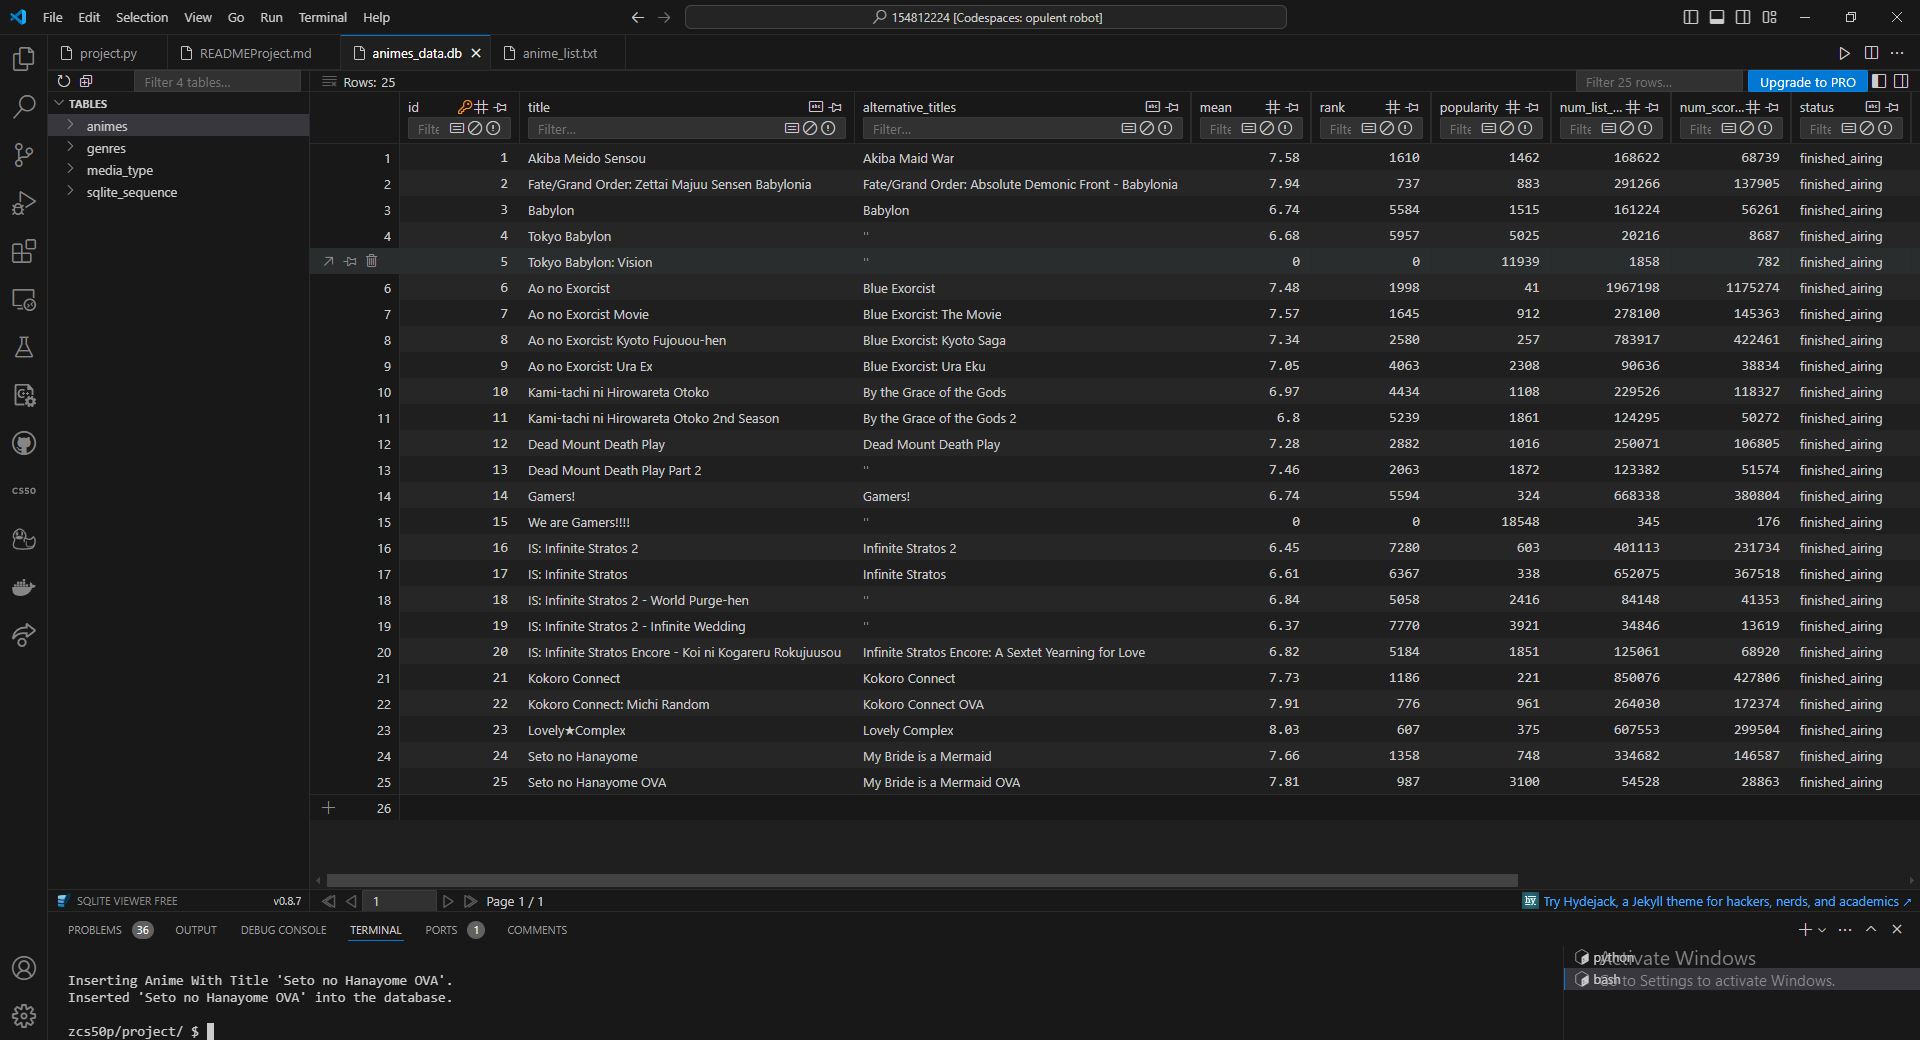 File Edit Selection View Go Run Terminal Help 154812224 [Codespaces: opulent robot]
project.py READMEProject.md animes_data.db anime_list.txt
Filter 4 tables... Rows: 25 Filter 25 rows... Upgrade to PRO
TABLES
animes
genres
media_type
sqlite_sequence
id title alternative_titles mean rank popularity num_list_... num_scor... status
Filte Filter... Filter... Filte Filte Filte Filte Filte Filte
1 1 Akiba Meido Sensou Akiba Maid War 7.58 1610 1462 168622 68739 finished_airing
2 2 Fate/Grand Order: Zettai Majuu Sensen Babylonia Fate/Grand Order: Absolute Demonic Front - Babylonia 7.94 737 883 291266 137905 finished_airing
3 3 Babylon Babylon 6.74 5584 1515 161224 56261 finished_airing
4 4 Tokyo Babylon '' 6.68 5957 5025 20216 8687 finished_airing
5 Tokyo Babylon: Vision '' 0 0 11939 1858 782 finished_airing
6 6 Ao no Exorcist Blue Exorcist 7.48 1998 41 1967198 1175274 finished_airing
7 7 Ao no Exorcist Movie Blue Exorcist: The Movie 7.57 1645 912 278100 145363 finished_airing
8 8 Ao no Exorcist: Kyoto Fujouou-hen Blue Exorcist: Kyoto Saga 7.34 2580 257 783917 422461 finished_airing
9 9 Ao no Exorcist: Ura Ex Blue Exorcist: Ura Eku 7.05 4063 2308 90636 38834 finished_airing
10 10 Kami-tachi ni Hirowareta Otoko By the Grace of the Gods 6.97 4434 1108 229526 118327 finished_airing
11 11 Kami-tachi ni Hirowareta Otoko 2nd Season By the Grace of the Gods 2 6.8 5239 1861 124295 50272 finished_airing
12 12 Dead Mount Death Play Dead Mount Death Play 7.28 2882 1016 250071 106805 finished_airing
13 13 Dead Mount Death Play Part 2 '' 7.46 2063 1872 123382 51574 finished_airing
14 14 Gamers! Gamers! 6.74 5594 324 668338 380804 finished_airing
15 15 We are Gamers!!!! '' 0 0 18548 345 176 finished_airing
16 16 IS: Infinite Stratos 2 Infinite Stratos 2 6.45 7280 603 401113 231734 finished_airing
17 17 IS: Infinite Stratos Infinite Stratos 6.61 6367 338 652075 367518 finished_airing
18 18 IS: Infinite Stratos 2 - World Purge-hen '' 6.84 5058 2416 84148 41353 finished_airing
19 19 IS: Infinite Stratos 2 - Infinite Wedding '' 6.37 7770 3921 34846 13619 finished_airing
20 20 IS: Infinite Stratos Encore - Koi ni Kogareru Rokujuusou Infinite Stratos Encore: A Sextet Yearning for Love 6.82 5184 1851 125061 68920 finished_airing
21 21 Kokoro Connect Kokoro Connect 7.73 1186 221 850076 427806 finished_airing
22 22 Kokoro Connect: Michi Random Kokoro Connect OVA 7.91 776 961 264030 172374 finished_airing
23 23 Lovely★Complex Lovely Complex 8.03 607 375 607553 299504 finished_airing
24 24 Seto no Hanayome My Bride is a Mermaid 7.66 1358 748 334682 146587 finished_airing
25 25 Seto no Hanayome OVA My Bride is a Mermaid OVA 7.81 987 3100 54528 28863 finished_airing
26
CS50
SQLITE VIEWER FREE v0.8.7 1 Page 1 / 1 Try Hydejack, a Jekyll theme for hackers, nerds, and academics ↗
PROBLEMS 36 OUTPUT DEBUG CONSOLE TERMINAL PORTS 1 COMMENTS
Inserting Anime With Title 'Seto no Hanayome OVA'.
Inserted 'Seto no Hanayome OVA' into the database.
zcs50p/project/ $
python
bash
Activate Windows
Go to Settings to activate Windows.